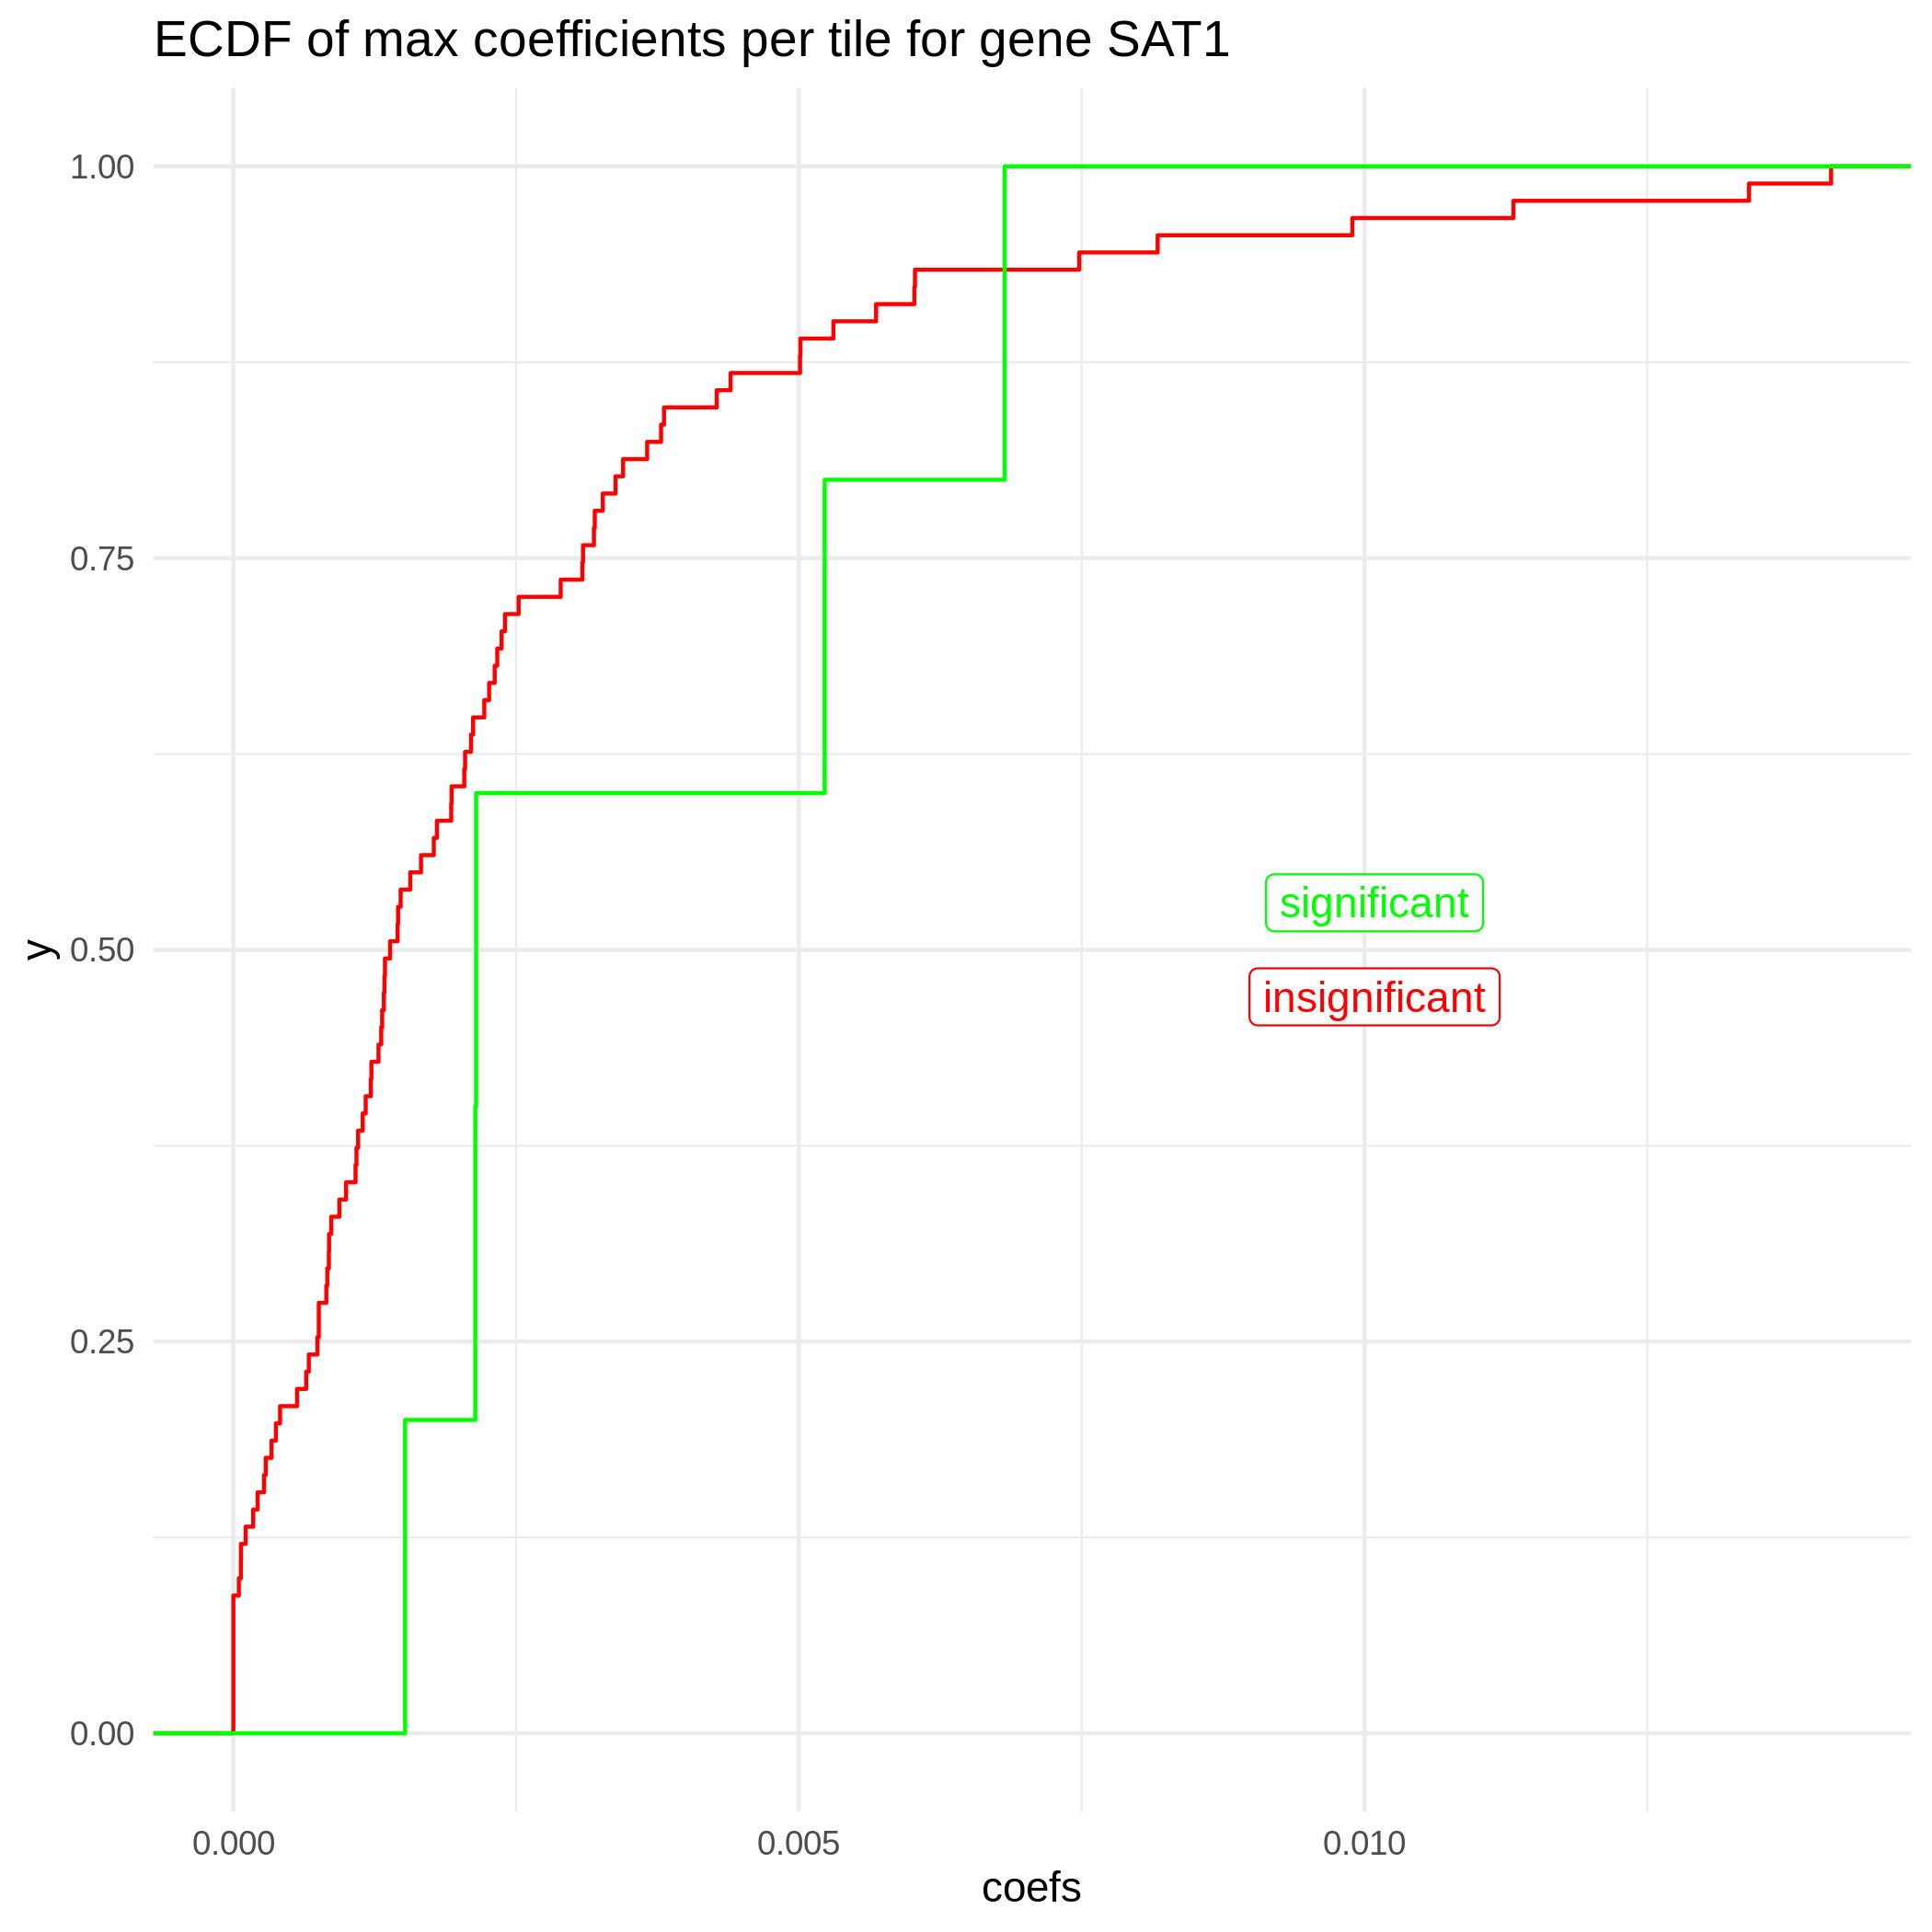 ECDF of max coefficients per tile for gene SAT1
1.00
0.75
0.50
0.25
0.00
y
significant
insignificant
0.000
0.005
0.010
coefs